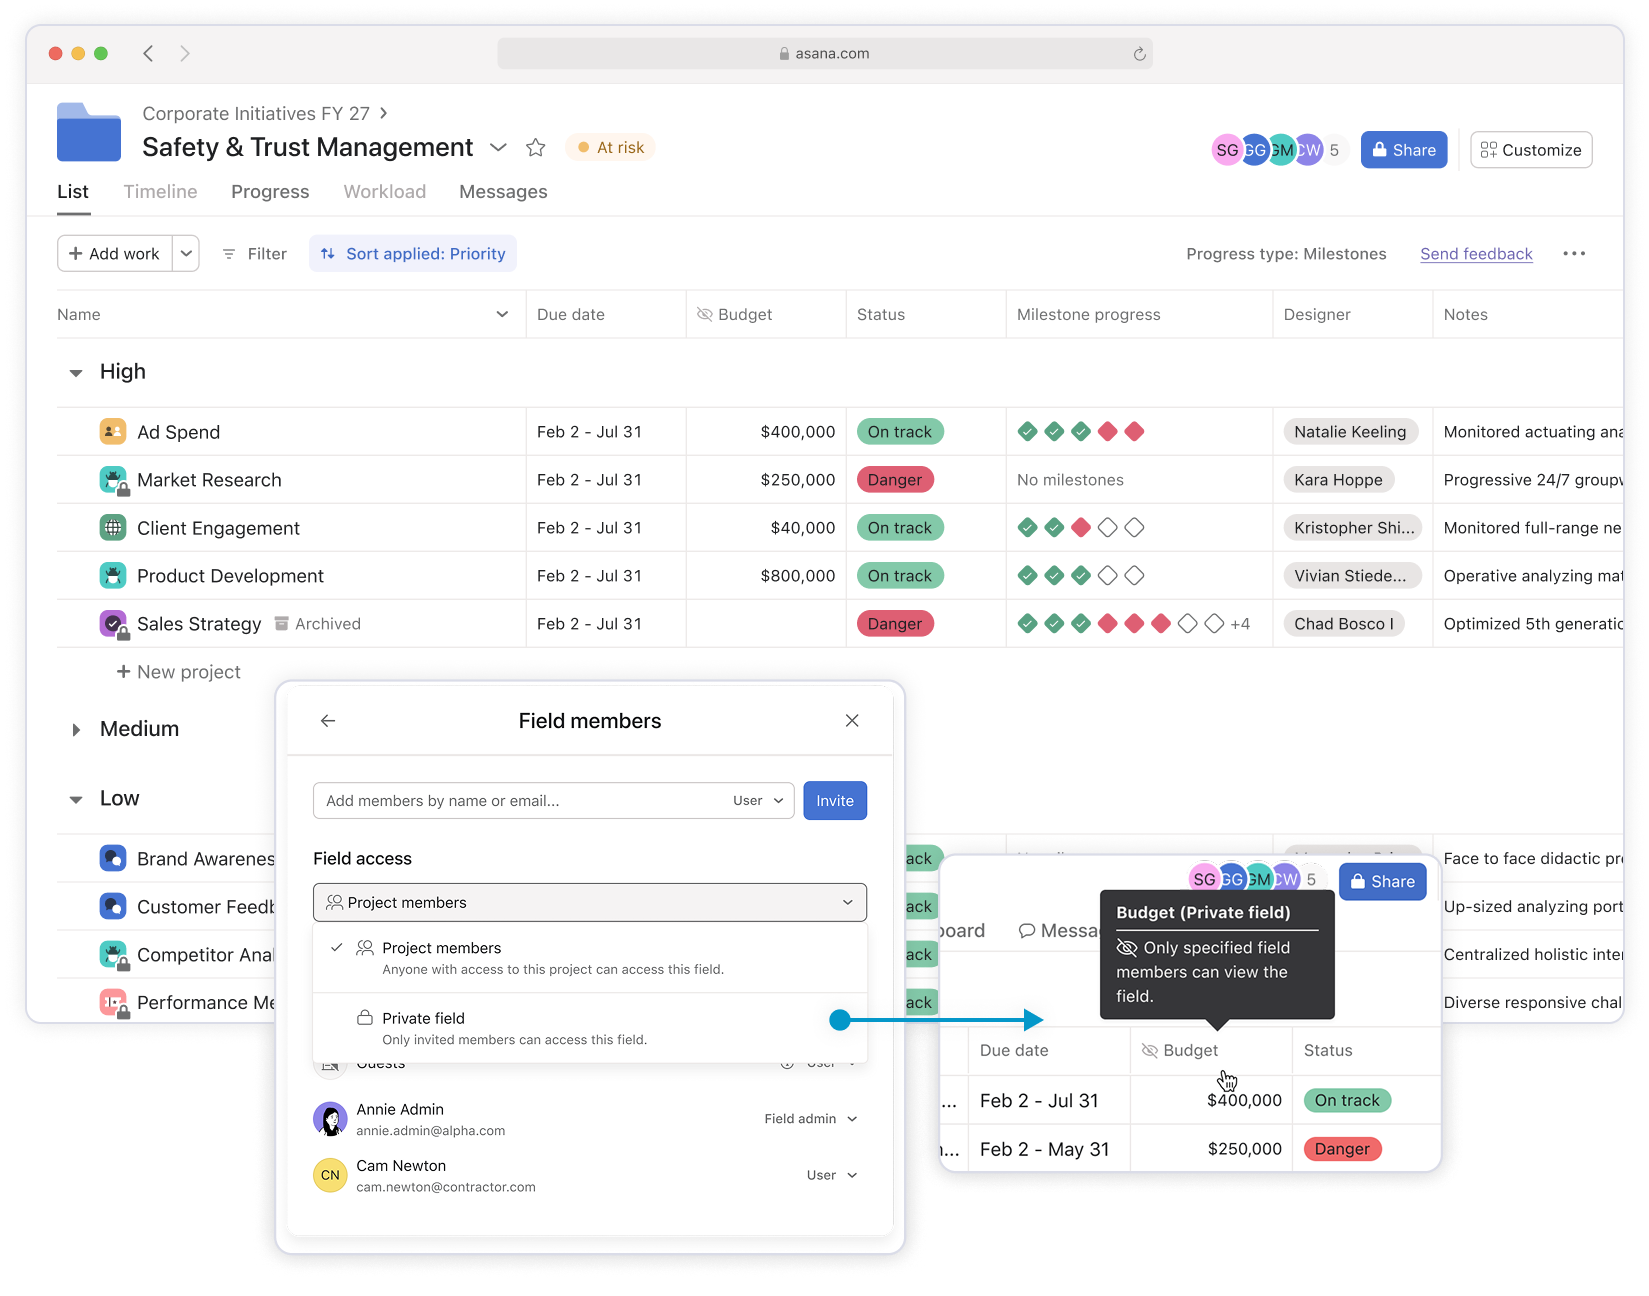 asana.com
Corporate Initiatives FY 27
Safety & Trust Management
At risk
SG GG GM CW 5
Share
Customize
List Timeline Progress Workload Messages
+ Add work
Filter
Sort applied: Priority
Progress type: Milestones
Send feedback
Name Due date Budget Status Milestone progress Designer Notes
High
Ad Spend Feb 2 - Jul 31 $400,000 On track Natalie Keeling Monitored actuating ana
Market Research Feb 2 - Jul 31 $250,000 Danger No milestones Kara Hoppe Progressive 24/7 groupw
Client Engagement Feb 2 - Jul 31 $40,000 On track Kristopher Shi... Monitored full-range ne
Product Development Feb 2 - Jul 31 $800,000 On track Vivian Stiede... Operative analyzing mat
Sales Strategy Archived Feb 2 - Jul 31 Danger +4 Chad Bosco I Optimized 5th generatio
+ New project
Medium
Low
Brand Awarenes ack Face to face didactic pro
Customer Feedb ack Up-sized analyzing port
Competitor Anal ack Centralized holistic inter
Performance Me ack Diverse responsive chal
Field members
Add members by name or email...
User
Invite
Field access
Project members
Project members
Anyone with access to this project can access this field.
Private field
Only invited members can access this field.
Guests User
Annie Admin
annie.admin@alpha.com
Field admin
CN
Cam Newton
cam.newton@contractor.com
User
SG GG GM CW 5
Share
board Messa
Budget (Private field)
Only specified field
members can view the
field.
Due date Budget Status
... Feb 2 - Jul 31 $400,000 On track
... Feb 2 - May 31 $250,000 Danger